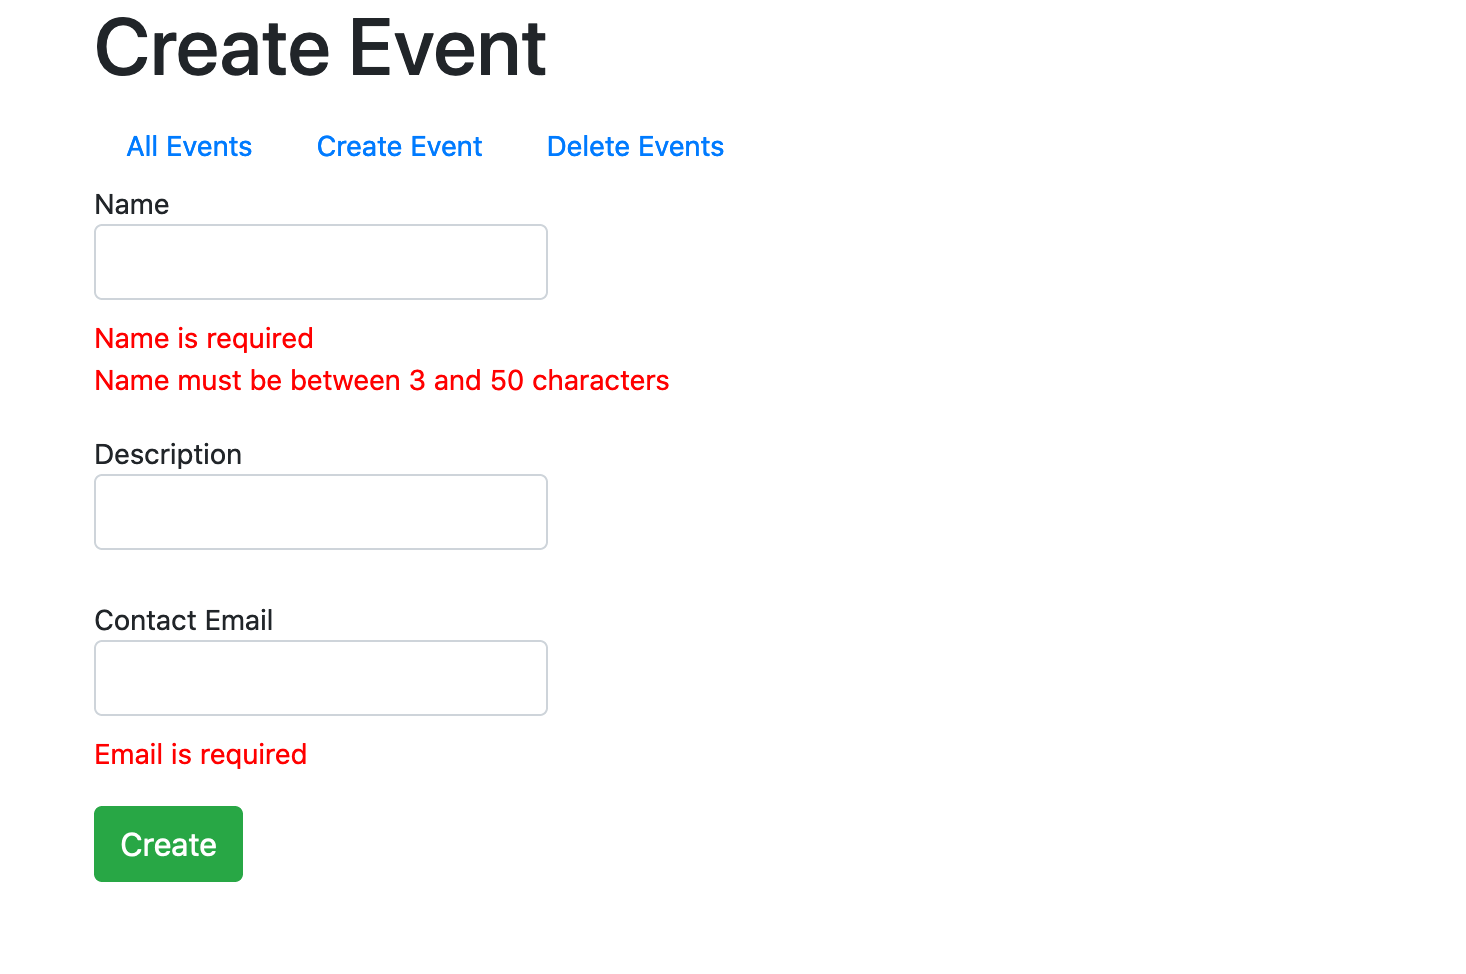 Create Event
All Events Create Event Delete Events
Name
Name is required
Name must be between 3 and 50 characters
Description
Contact Email
Email is required
Create